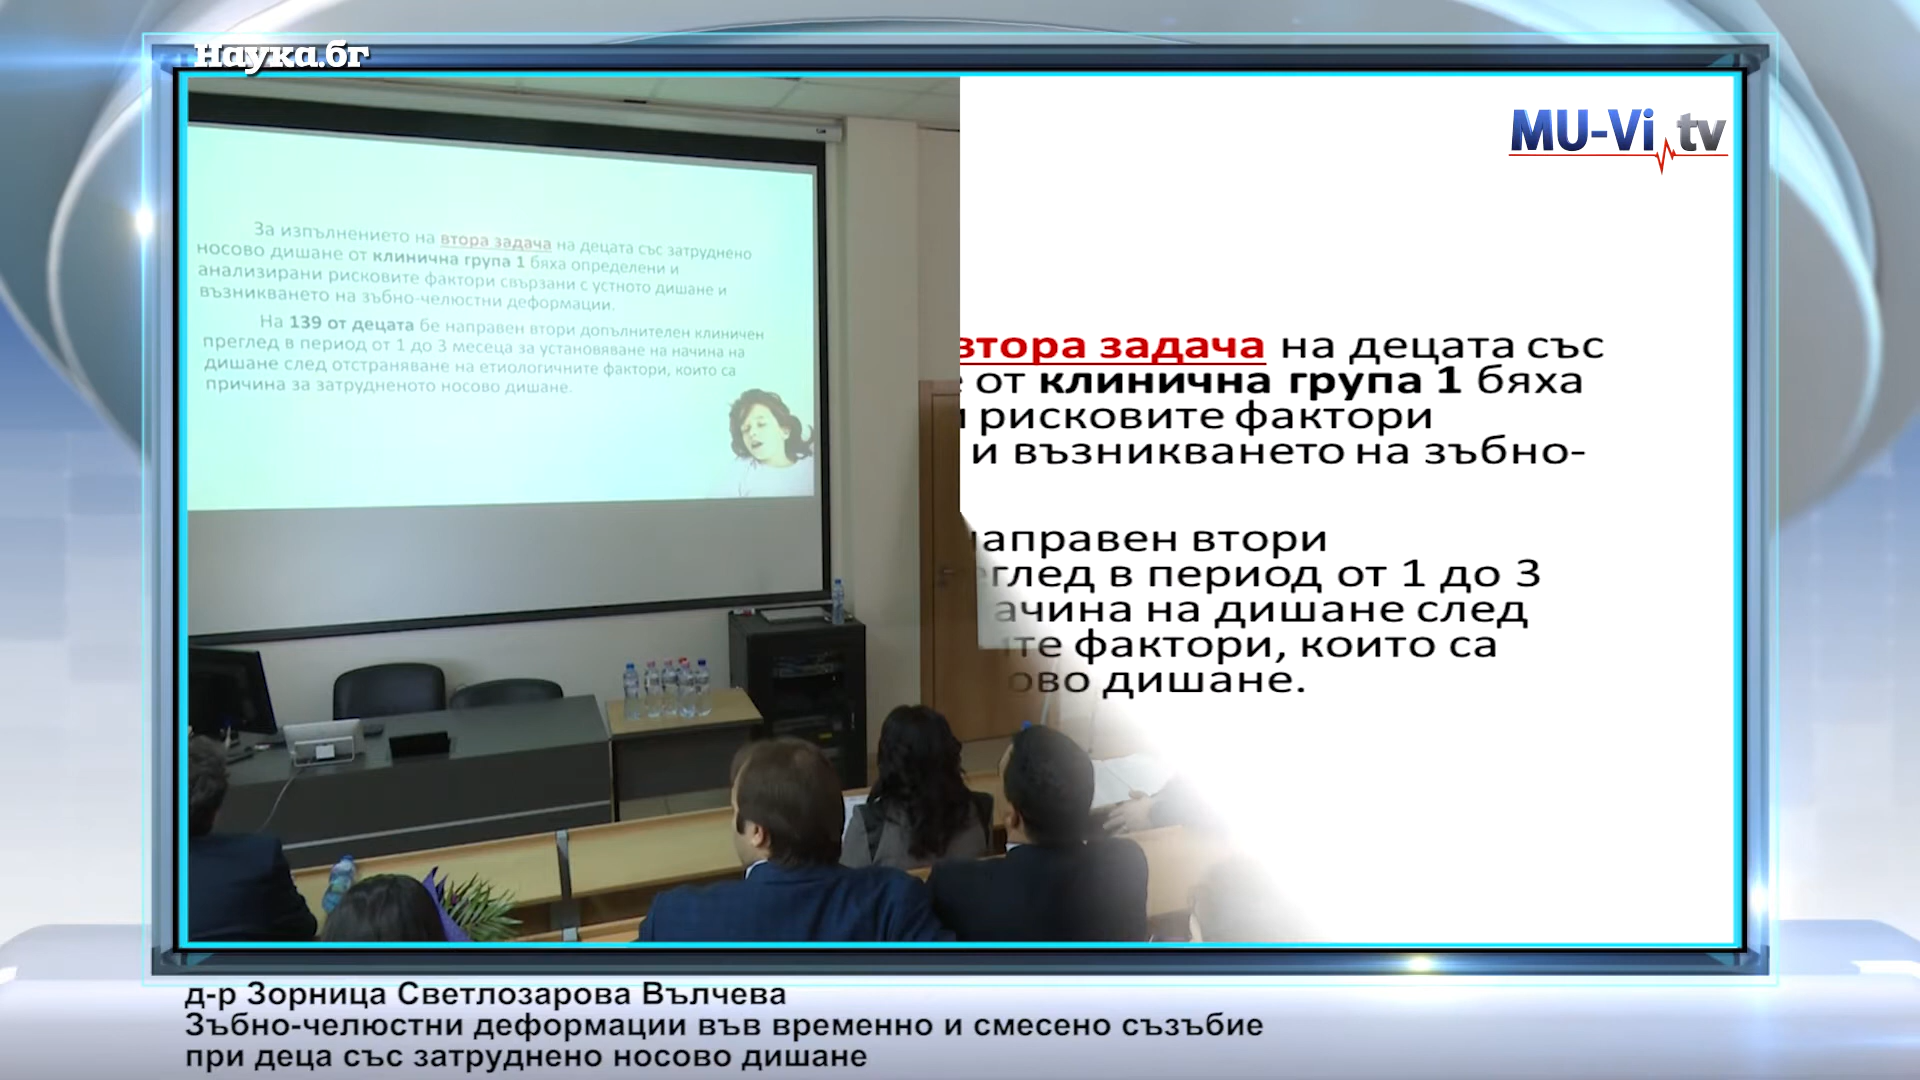 Наука.бг
MU-Vi.tv
За изпълнението на втора задача на децата със затруднено
носово дишане от клинична група 1 бяха определени и
анализирани рисковите фактори свързани с устното дишане и
възникването на зъбно-челюстни деформации.
На 139 от децата бе направен втори допълнителен клиничен
преглед в период от 1 до 3 месеца за установяване на начина на
дишане след отстраняване на етиологичните фактори, които са
причина за затрудненото носово дишане.
втора задача на децата със
от клинична група 1 бяха
и рисковите фактори
и възникването на зъбно-
направен втори
реглед в период от 1 до 3
ачина на дишане след
ите фактори, които са
ово дишане.
д-р Зорница Светлозарова Вълчева
Зъбно-челюстни деформации във временно и смесено съзъбие
при деца със затруднено носово дишане